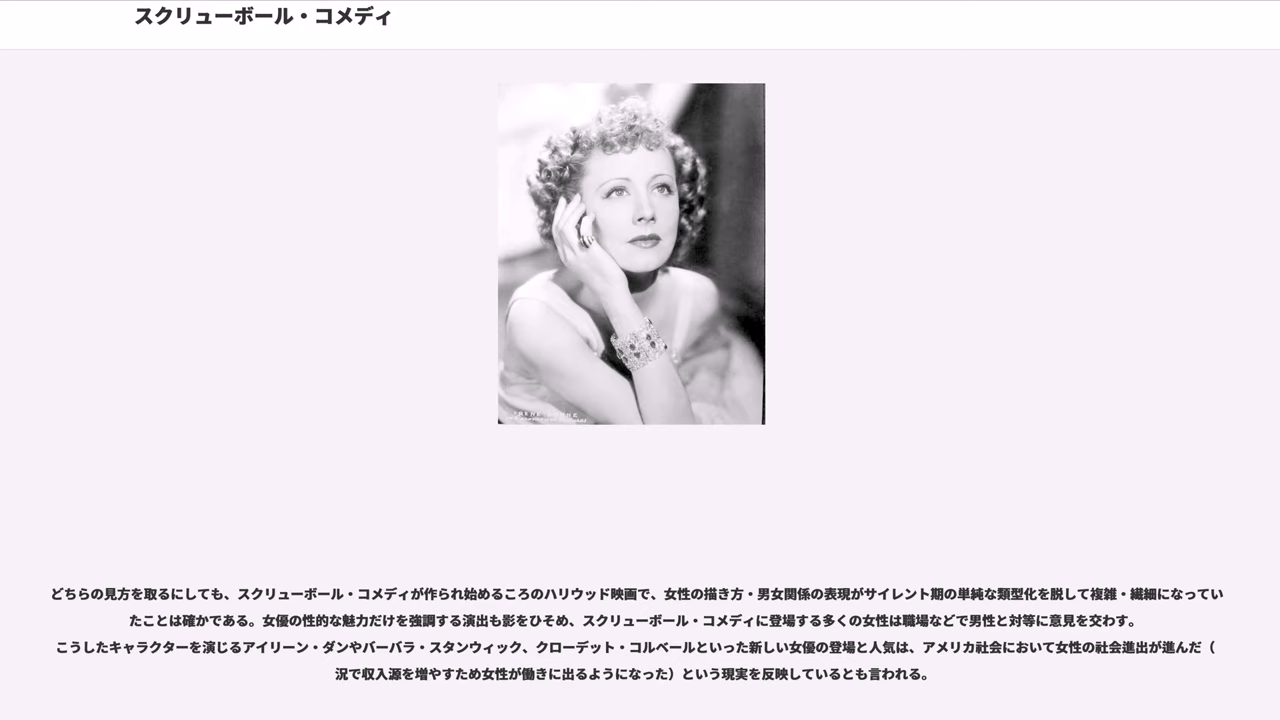 スクリューボール・コメディ
IRENE DUNNE
どちらの見方を取るにしても、スクリューボール・コメディが作られ始めるころのハリウッド映画で、女性の描き方・男女関係の表現がサイレント期の単純な類型化を脱して複雑・繊細になってい
たことは確かである。女優の性的な魅力だけを強調する演出も影をひそめ、スクリューボール・コメディに登場する多くの女性は職場などで男性と対等に意見を交わす。
こうしたキャラクターを演じるアイリーン・ダンやバーバラ・スタンウィック、クローデット・コルベールといった新しい女優の登場と人気は、アメリカ社会において女性の社会進出が進んだ（
況で収入源を増やすため女性が働きに出るようになった）という現実を反映しているとも言われる。